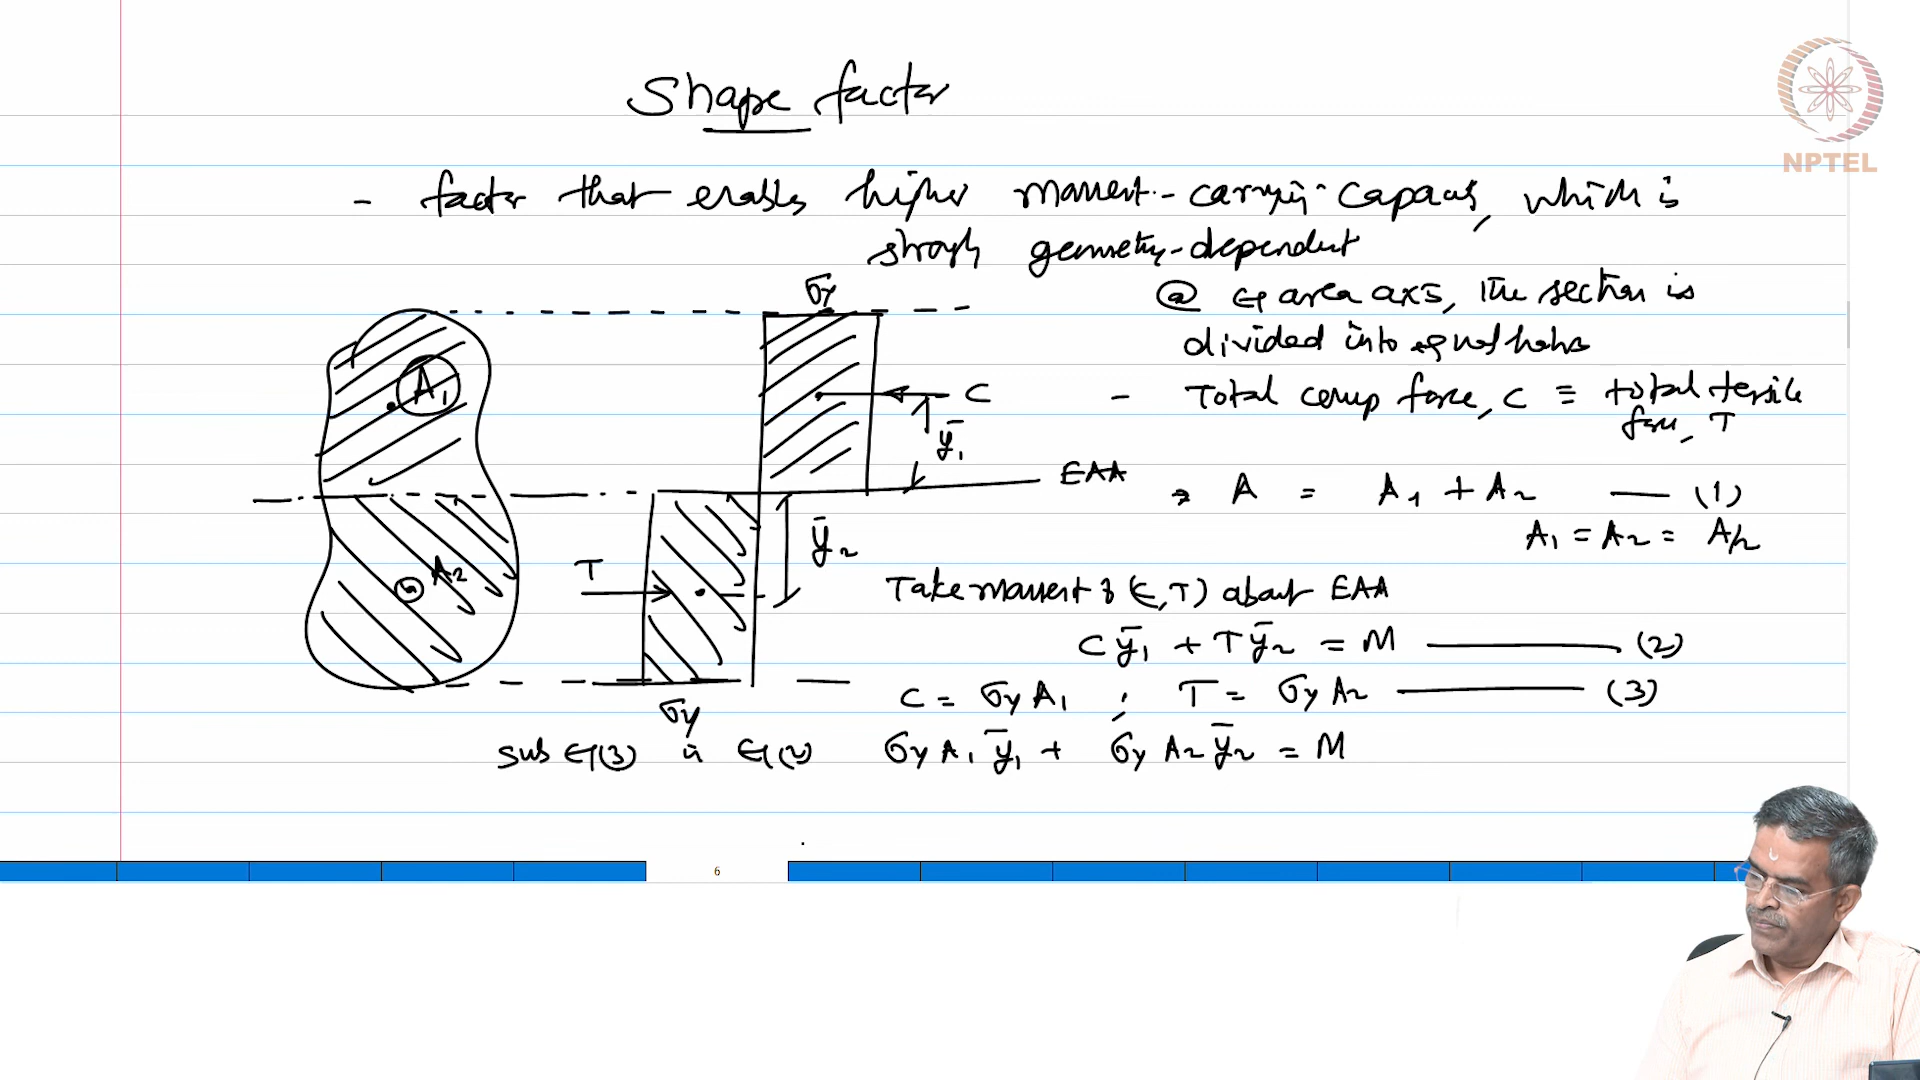 Shape factor
NPTEL
- factor that enables higher moment-carrying-capacity, which is
strongly geometry-dependent
@ Eq area axis, the section is
divided into equal halves
- Total comp force, C ≡ total tensile
force, T
σy
A1
C
ȳ1
EAA
⇒ A = A1 + A2 —— (1)
A1 = A2 = A/2
A2
T
ȳ2
σy
Take moment of (C,T) about EAA
C ȳ1 + T ȳ2 = M —— (2)
C = σy A1 ; T = σy A2 —— (3)
sub Eq(3) in Eq(2) σy A1 ȳ1 + σy A2 ȳ2 = M
6